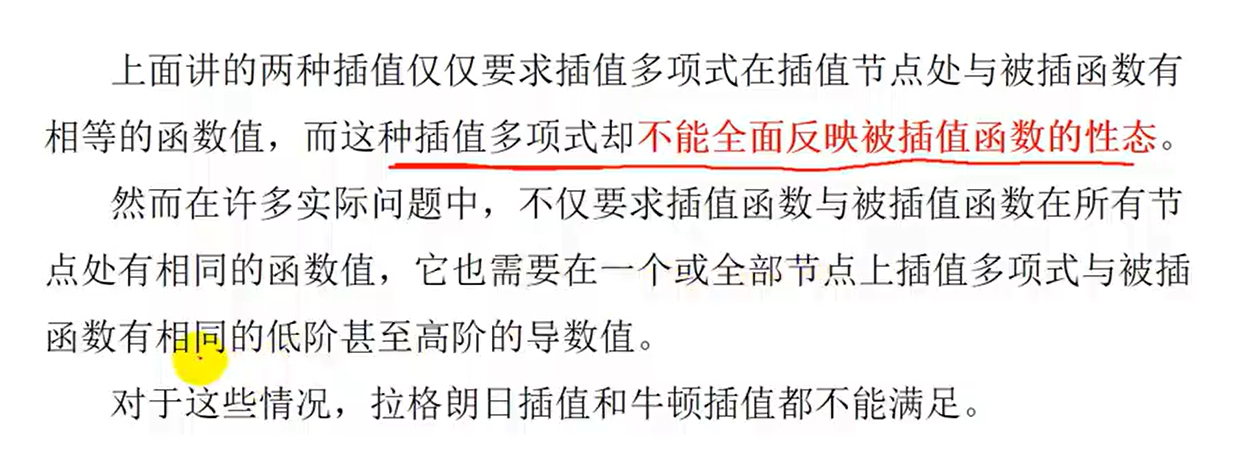 上面讲的两种插值仅仅要求插值多项式在插值节点处与被插函数有
相等的函数值，而这种插值多项式却不能全面反映被插值函数的性态。
然而在许多实际问题中，不仅要求插值函数与被插值函数在所有节
点处有相同的函数值，它也需要在一个或全部节点上插值多项式与被插
函数有相同的低阶甚至高阶的导数值。
对于这些情况，拉格朗日插值和牛顿插值都不能满足。